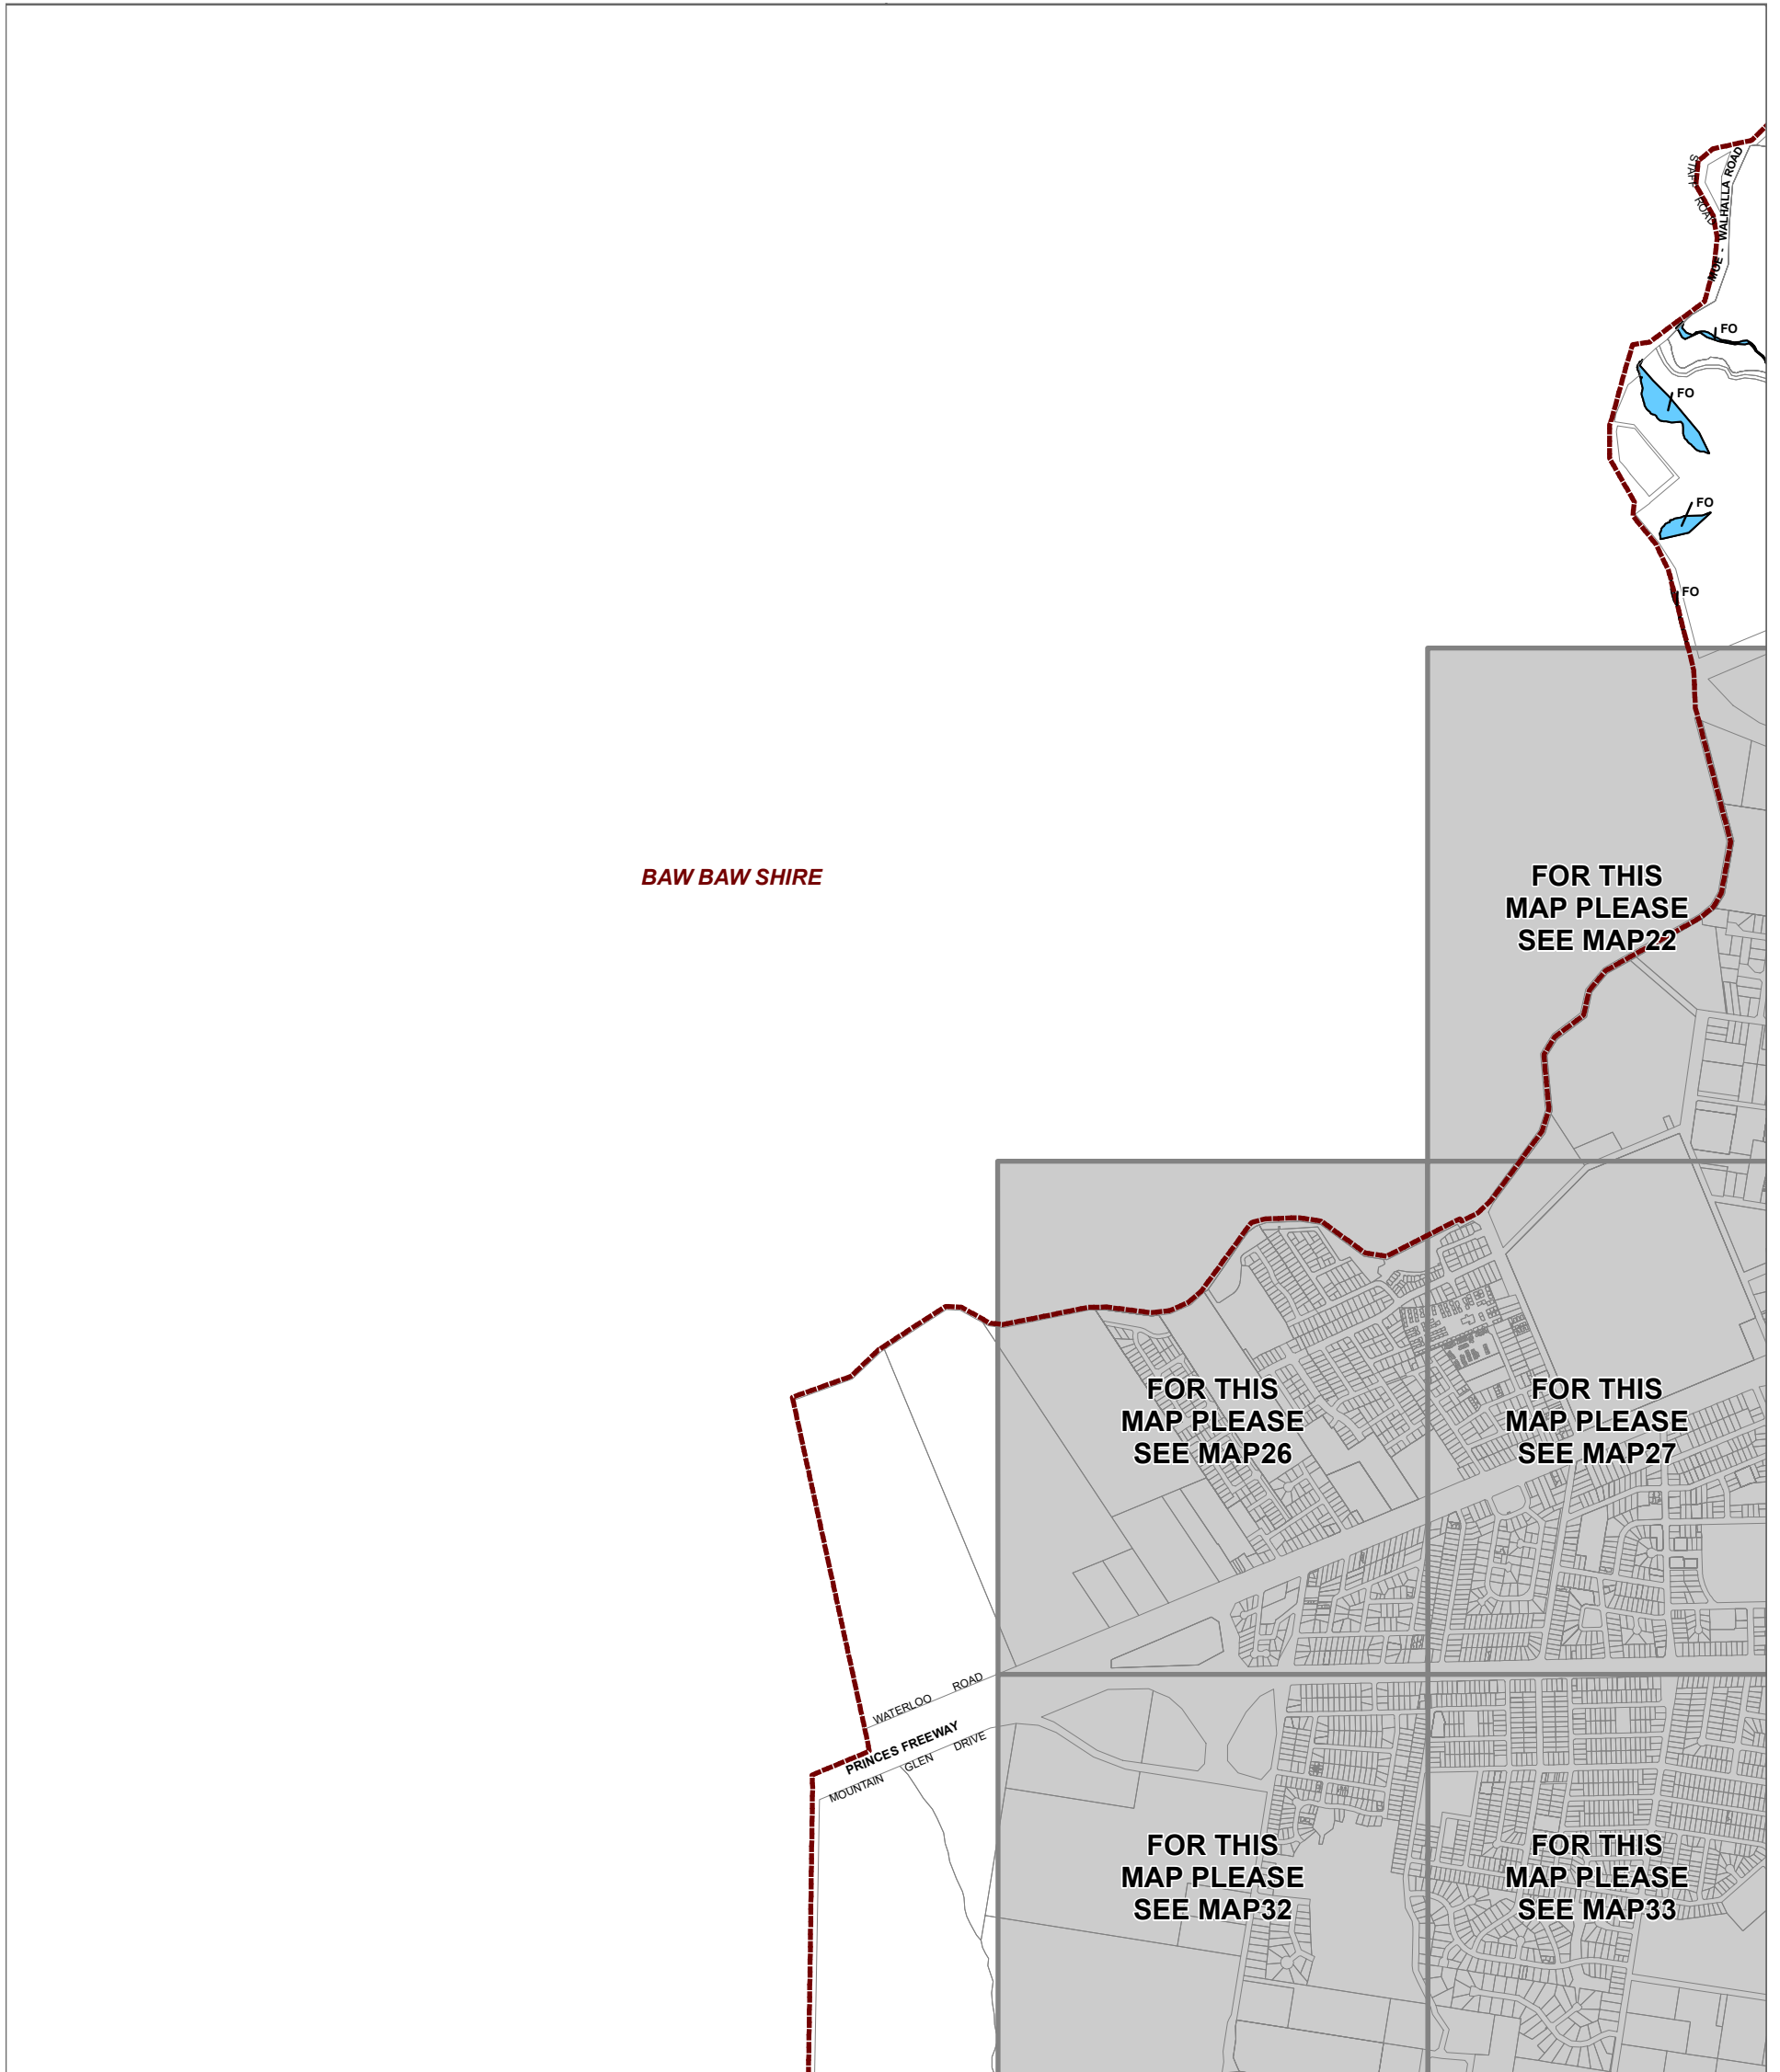 STAFF ROAD
MOE - WALHALLA ROAD
FO
FO
FO
FO
BAW BAW SHIRE
FOR THIS
MAP PLEASE
SEE MAP22
FOR THIS
MAP PLEASE
SEE MAP26
FOR THIS
MAP PLEASE
SEE MAP27
WATERLOO ROAD
PRINCES FREEWAY
MOUNTAIN GLEN DRIVE
FOR THIS
MAP PLEASE
SEE MAP32
FOR THIS
MAP PLEASE
SEE MAP33